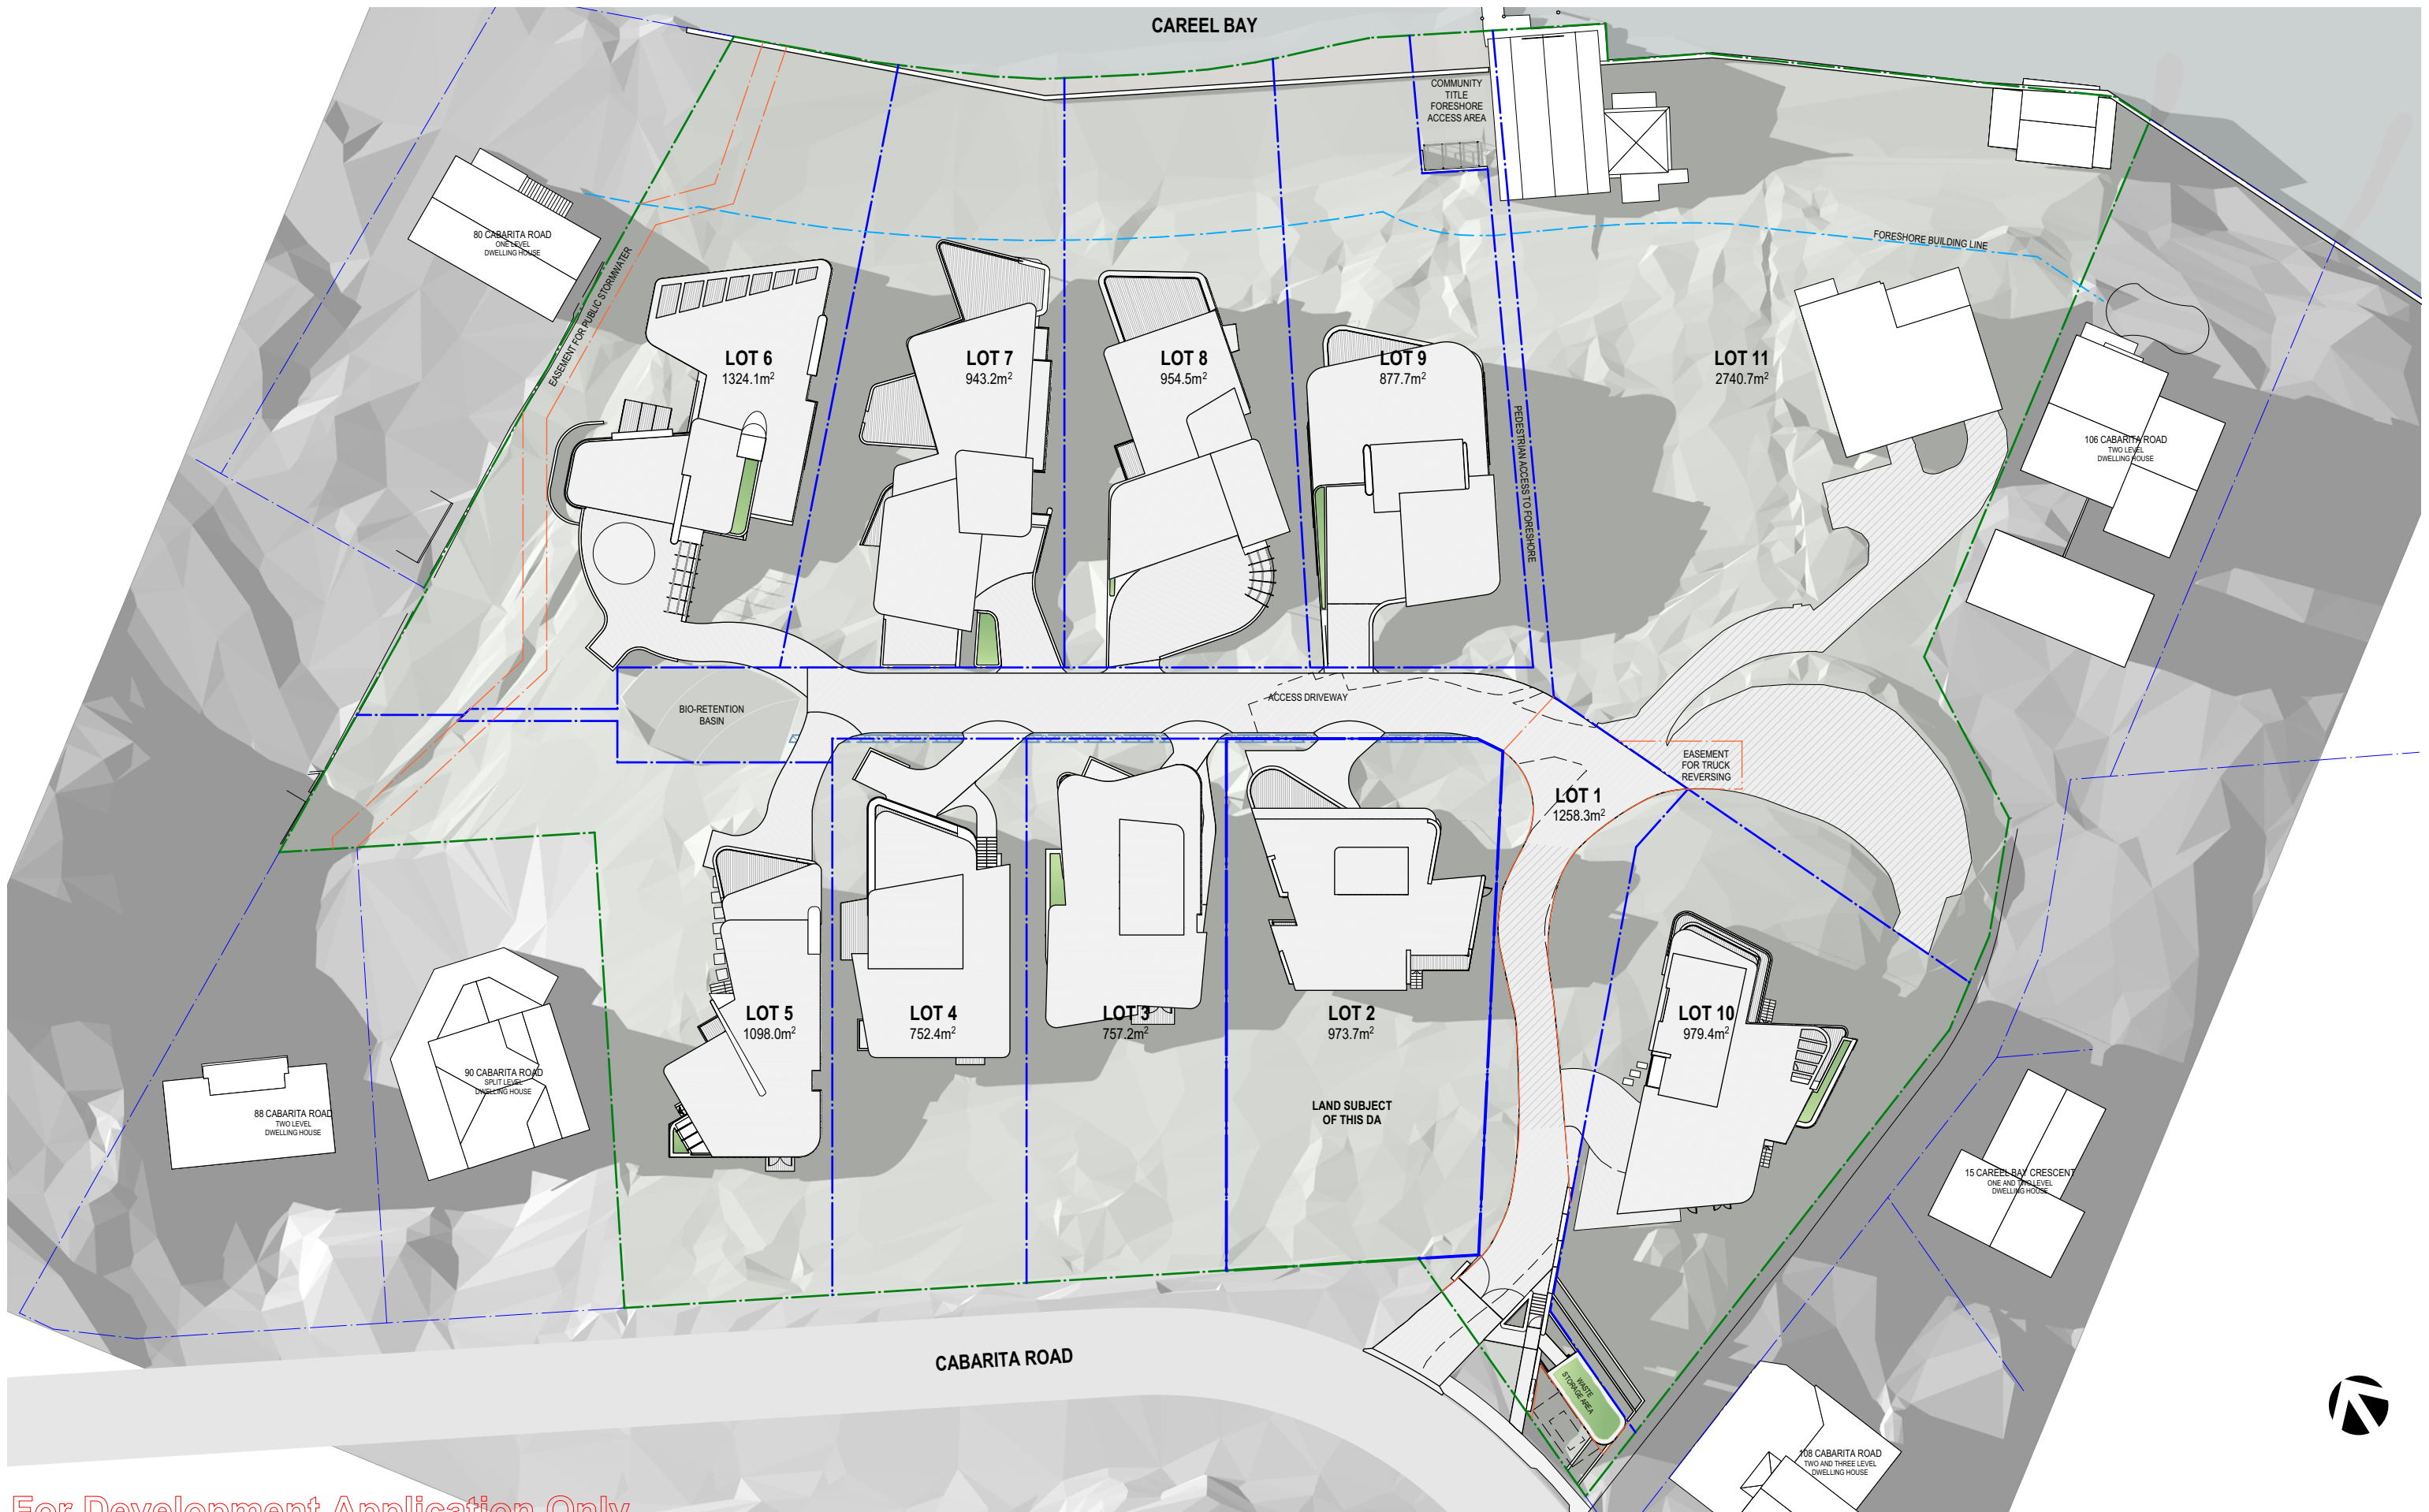 CAREEL BAY
COMMUNITY
TITLE
FORESHORE
ACCESS AREA
80 CABARITA ROAD
ONE LEVEL
DWELLING HOUSE
EASEMENT FOR PUBLIC STORMWATER
FORESHORE BUILDING LINE
LOT 6
1324.1m²
LOT 7
943.2m²
LOT 8
954.5m²
LOT 9
877.7m²
LOT 11
2740.7m²
PEDESTRIAN ACCESS TO FORESHORE
106 CABARITA ROAD
TWO LEVEL
DWELLING HOUSE
BIO-RETENTION
BASIN
ACCESS DRIVEWAY
EASEMENT
FOR TRUCK
REVERSING
LOT 1
1258.3m²
LOT 5
1098.0m²
LOT 4
752.4m²
LOT 3
757.2m²
LOT 2
973.7m²
LOT 10
979.4m²
LAND SUBJECT
OF THIS DA
90 CABARITA ROAD
SPLIT LEVEL
DWELLING HOUSE
88 CABARITA ROAD
TWO LEVEL
DWELLING HOUSE
15 CAREEL BAY CRESCENT
ONE AND TWO LEVEL
DWELLING HOUSE
CABARITA ROAD
WASTE
STORAGE AREA
108 CABARITA ROAD
TWO AND THREE LEVEL
DWELLING HOUSE
For Development Application Only